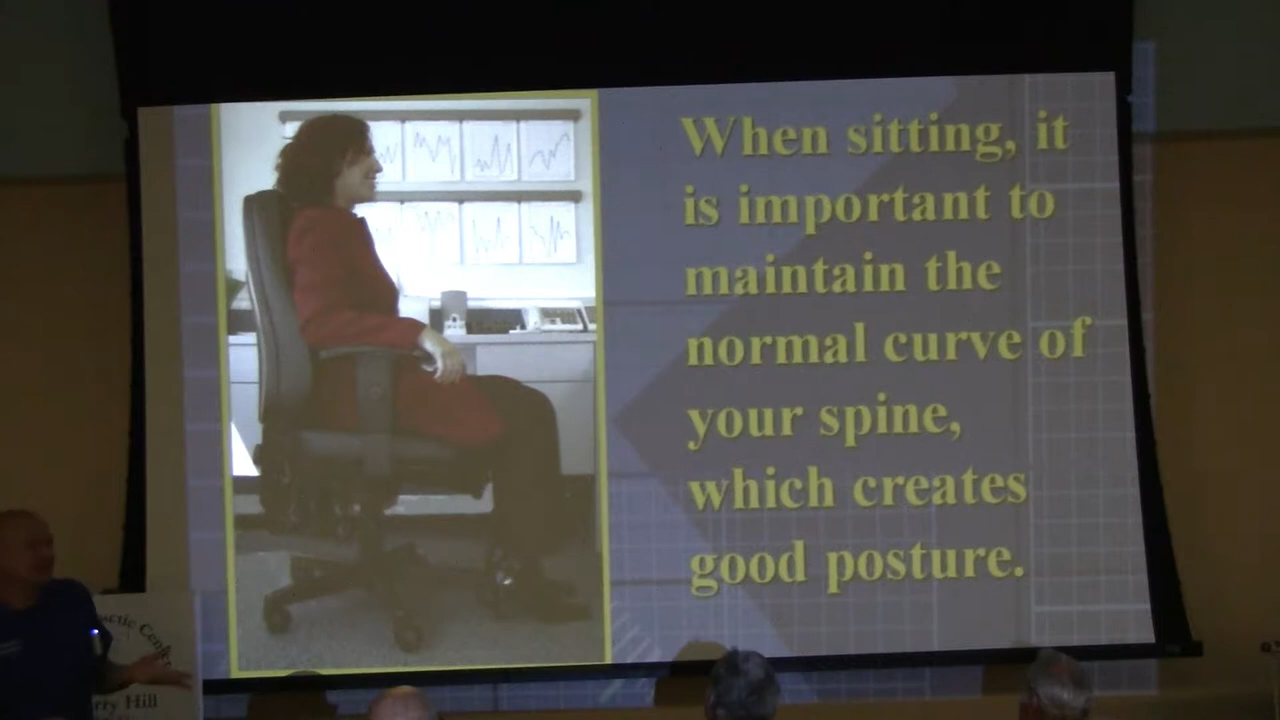 When sitting, it
is important to
maintain the
normal curve of
your spine,
which creates
good posture.